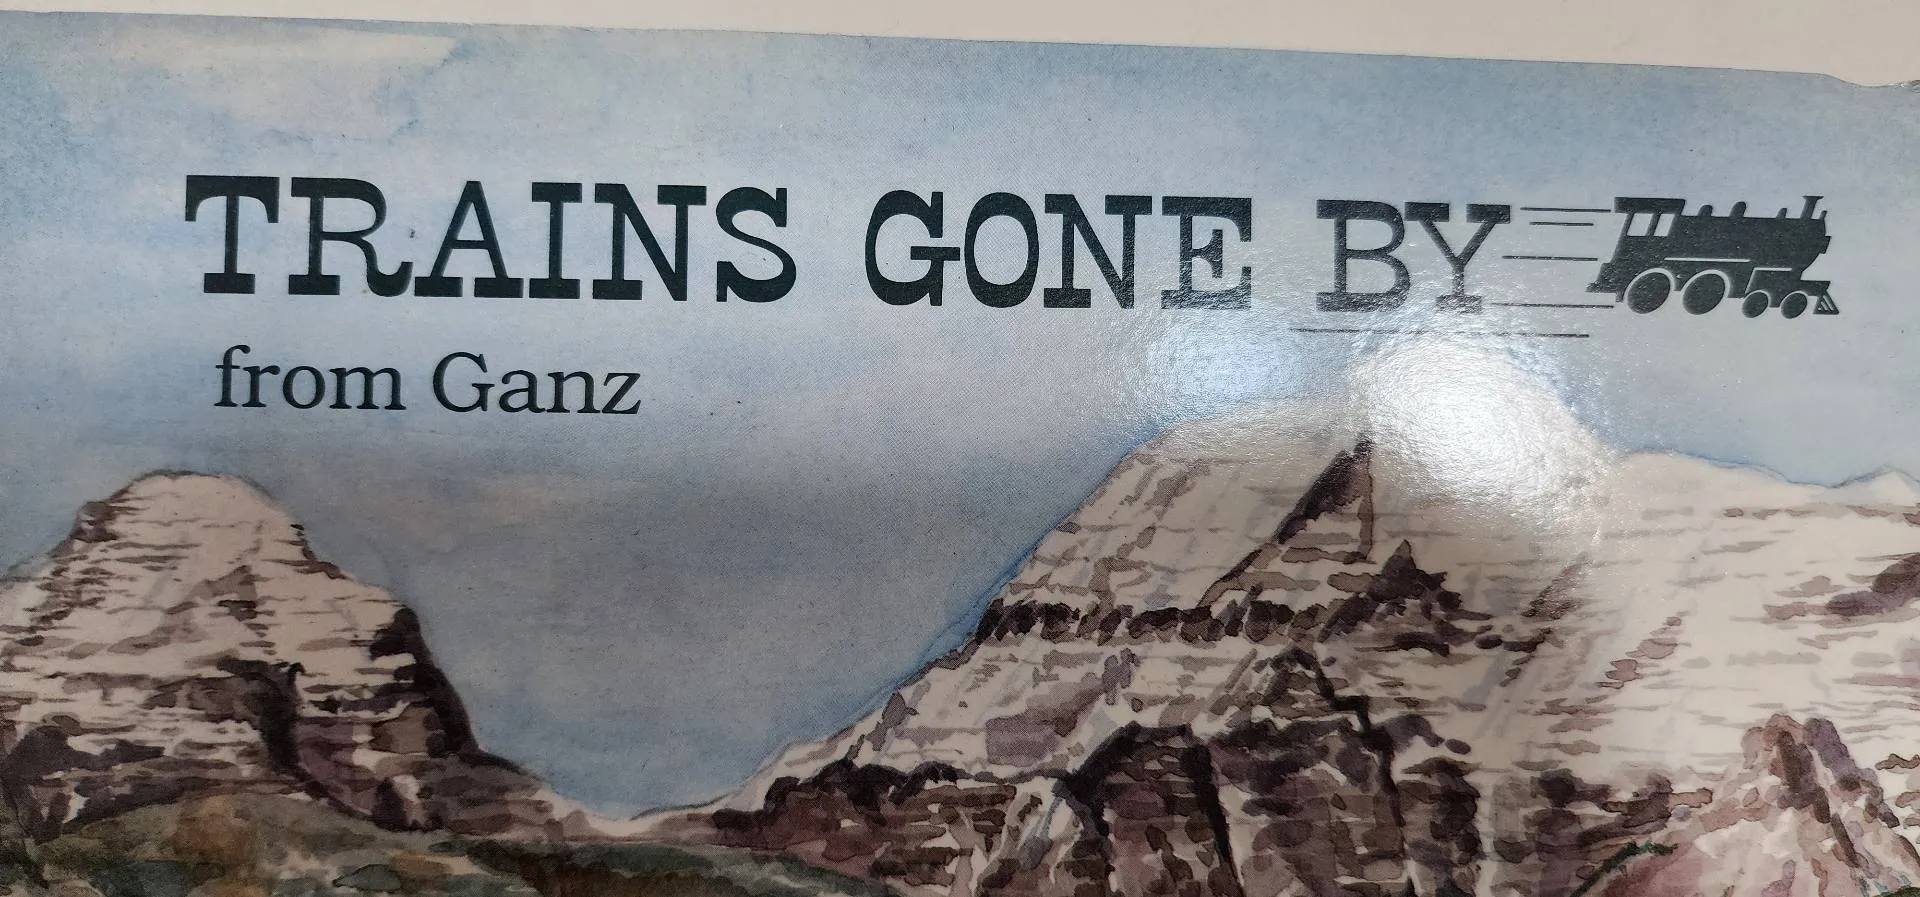 TRAINS GONE BY
from Ganz